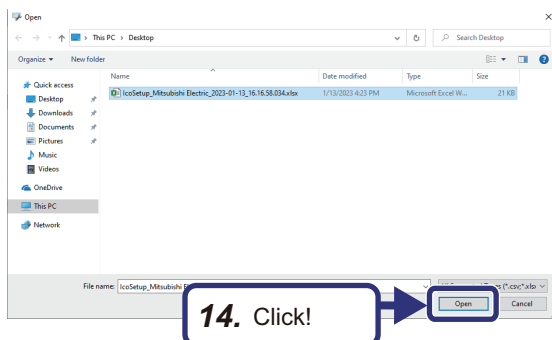 Open
This PC > Desktop
Search Desktop
Organize
New folder
Name
Date modified
Type
Size
Quick access
Desktop
Downloads
Documents
Pictures
Music
Videos
OneDrive
This PC
Network
IcoSetup_Mitsubishi Electric_2023-01-13_16.16.58.034.xlsx
1/13/2023 4:23 PM
Microsoft Excel W...
21 KB
File name:
IcoSetup_Mitsubishi
(*.csv;*.xls
Open
Cancel
14. Click!